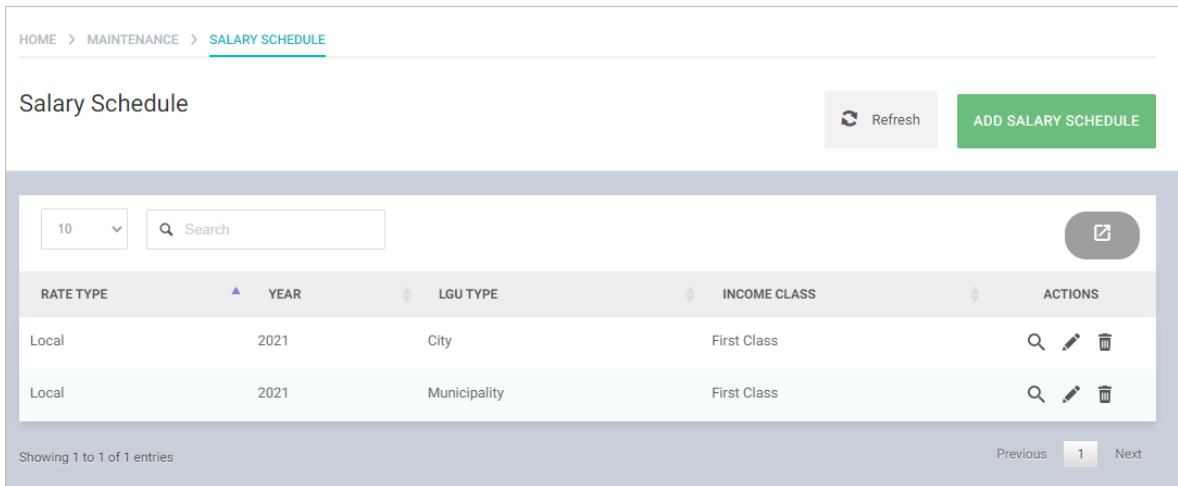 HOME > MAINTENANCE > SALARY SCHEDULE
Salary Schedule
Refresh
ADD SALARY SCHEDULE
10
Search
RATE TYPE YEAR LGU TYPE INCOME CLASS ACTIONS
Local 2021 City First Class
Local 2021 Municipality First Class
Showing 1 to 1 of 1 entries
Previous 1 Next